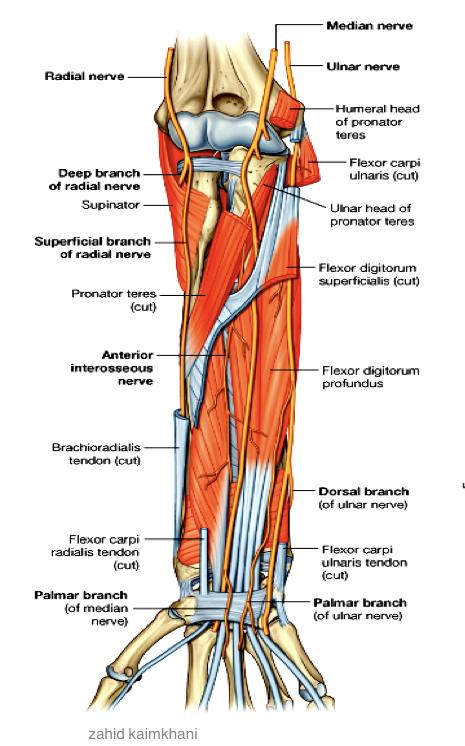 Median nerve
Ulnar nerve
Radial nerve
Humeral head
of pronator
teres
Flexor carpi
ulnaris (cut)
Deep branch
of radial nerve
Supinator
Ulnar head of
pronator teres
Superficial branch
of radial nerve
Flexor digitorum
superficialis (cut)
Pronator teres
(cut)
Anterior
interosseous
nerve
Flexor digitorum
profundus
Brachioradialis
tendon (cut)
Dorsal branch
(of ulnar nerve)
Flexor carpi
radialis tendon
(cut)
Flexor carpi
ulnaris tendon
(cut)
Palmar branch
(of median
nerve)
Palmar branch
(of ulnar nerve)
zahid kaimkhani